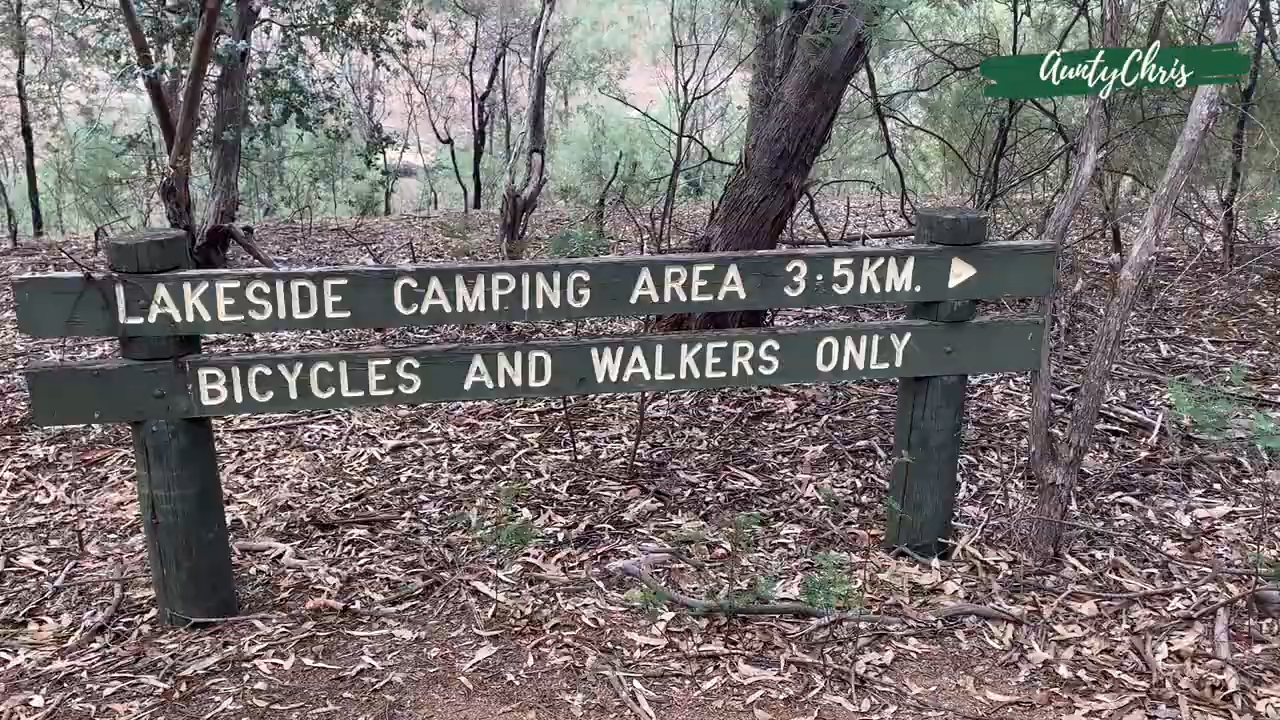 AuntyChris
LAKESIDE CAMPING AREA 3·5KM.
BICYCLES AND WALKERS ONLY